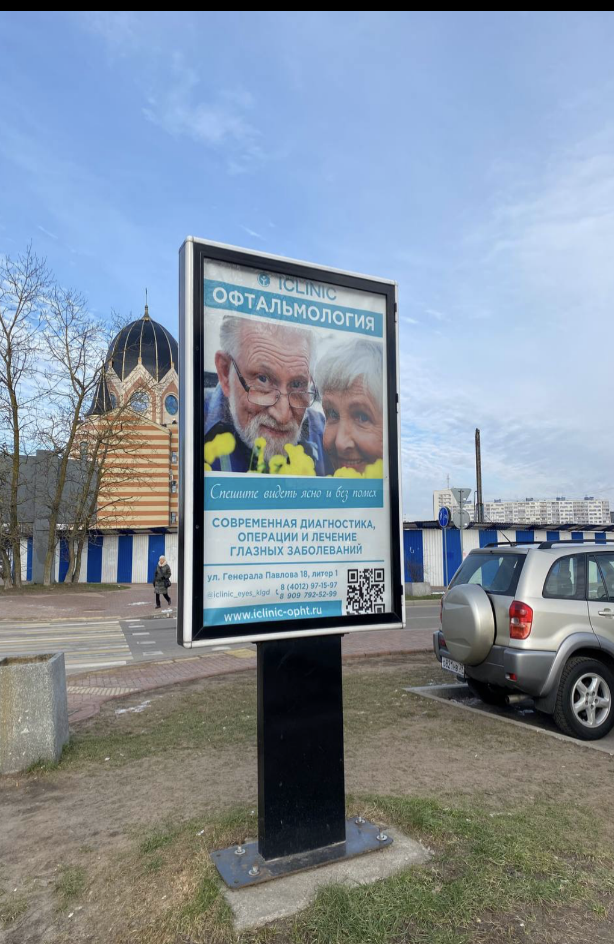 ICLINIC
ОФТАЛЬМОЛОГИЯ
Спешите видеть ясно и без помех
СОВРЕМЕННАЯ ДИАГНОСТИКА,
ОПЕРАЦИИ И ЛЕЧЕНИЕ
ГЛАЗНЫХ ЗАБОЛЕВАНИЙ
ул. Генерала Павлова 18, литер 1
@iclinic_eyes_klgd
8 (4012) 97-15-97
8 909 792-52-99
www.iclinic-opht.ru